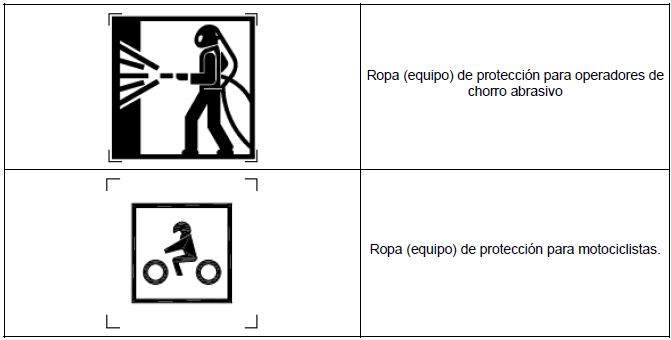 Ropa (equipo) de protección para operadores de
chorro abrasivo
Ropa (equipo) de protección para motociclistas.